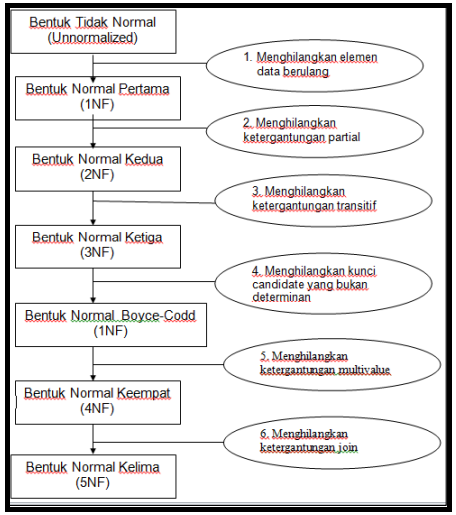 Bentuk Tidak Normal
(Unnormalized)
1. Menghilangkan elemen
data berulang
Bentuk Normal Pertama
(1NF)
2. Menghilangkan
ketergantungan partial
Bentuk Normal Kedua
(2NF)
3. Menghilangkan
ketergantungan transitif
Bentuk Normal Ketiga
(3NF)
4. Menghilangkan kunci
candidate yang bukan
determinan
Bentuk Normal Boyce-Codd
(1NF)
5. Menghilangkan
ketergantungan multivalue
Bentuk Normal Keempat
(4NF)
6. Menghilangkan
ketergantungan join
Bentuk Normal Kelima
(5NF)